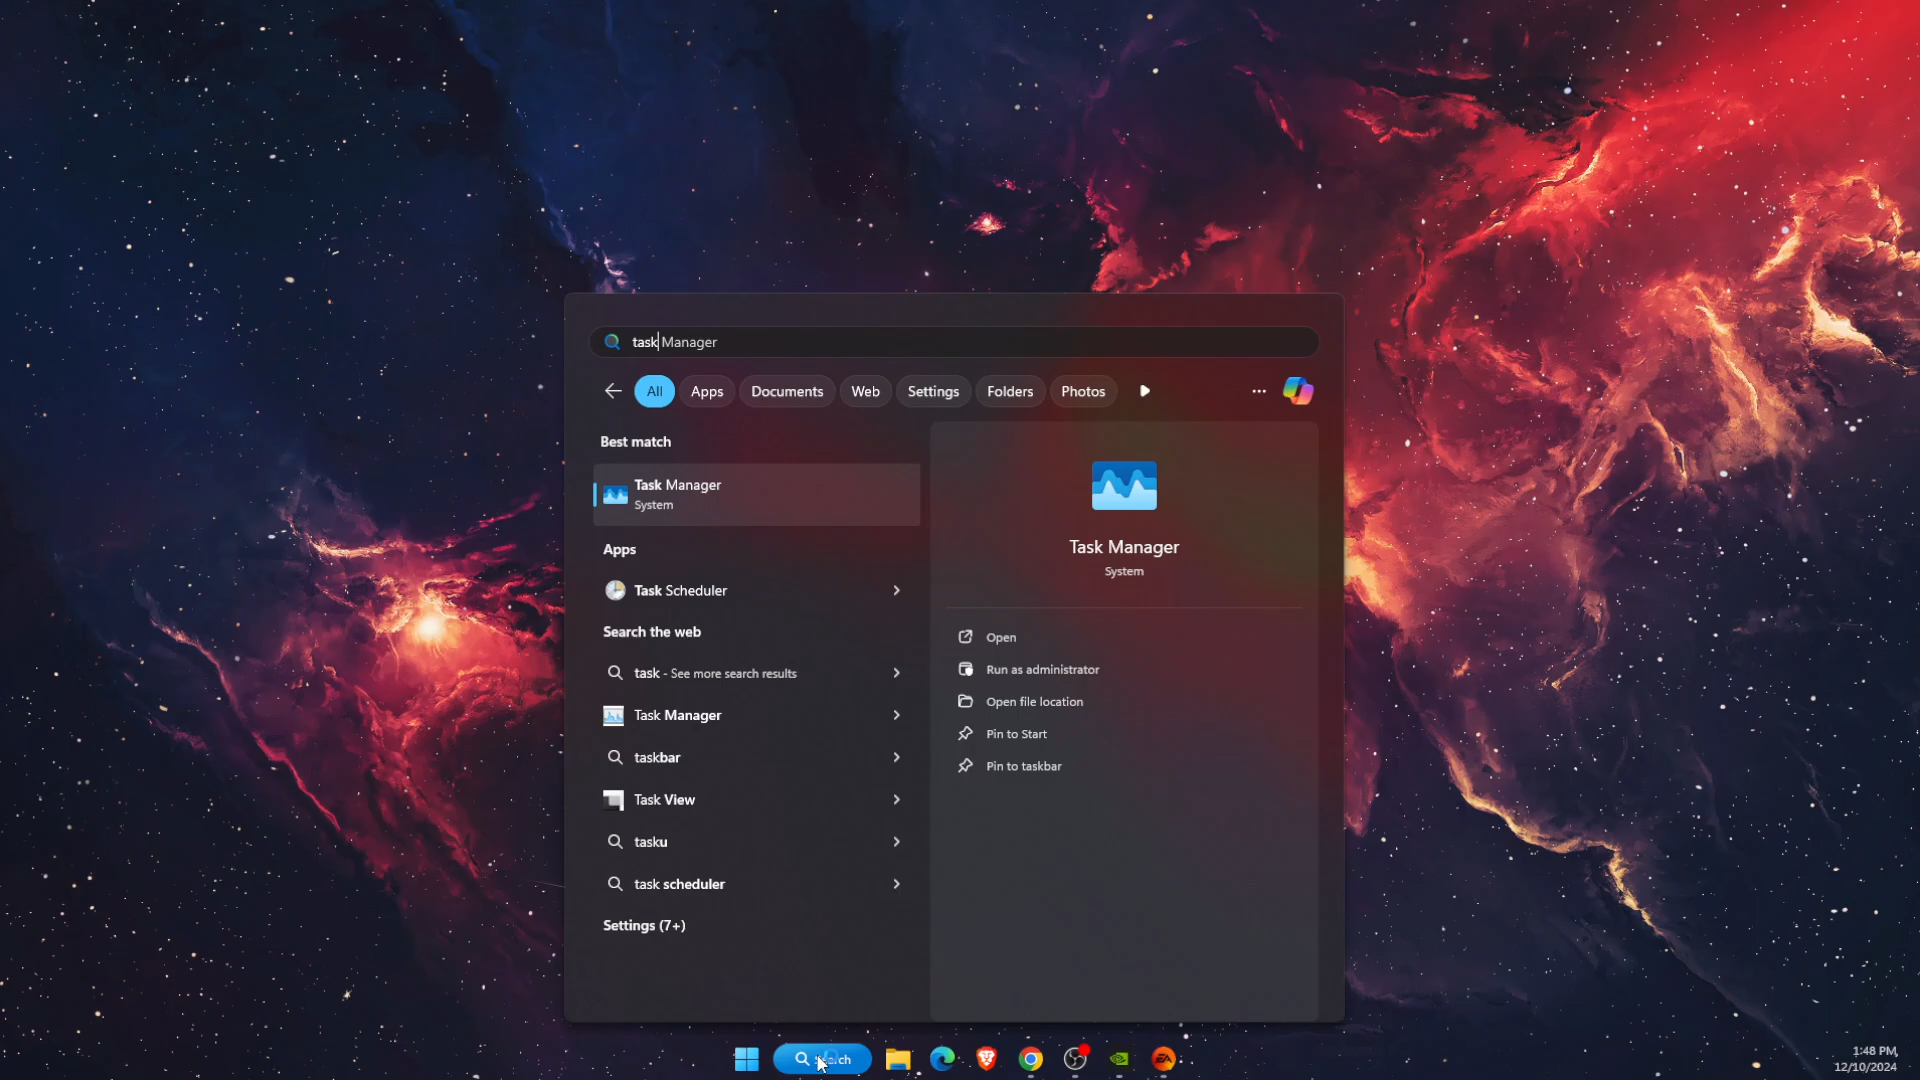 task Manager
All Apps Documents Web Settings Folders Photos
Best match
Task Manager
System
Apps
Task Scheduler
Search the web
task - See more search results
Task Manager
taskbar
Task View
tasku
task scheduler
Settings (7+)
Task Manager
System
Open
Run as administrator
Open file location
Pin to Start
Pin to taskbar
EA
1:48 PM
12/10/2024